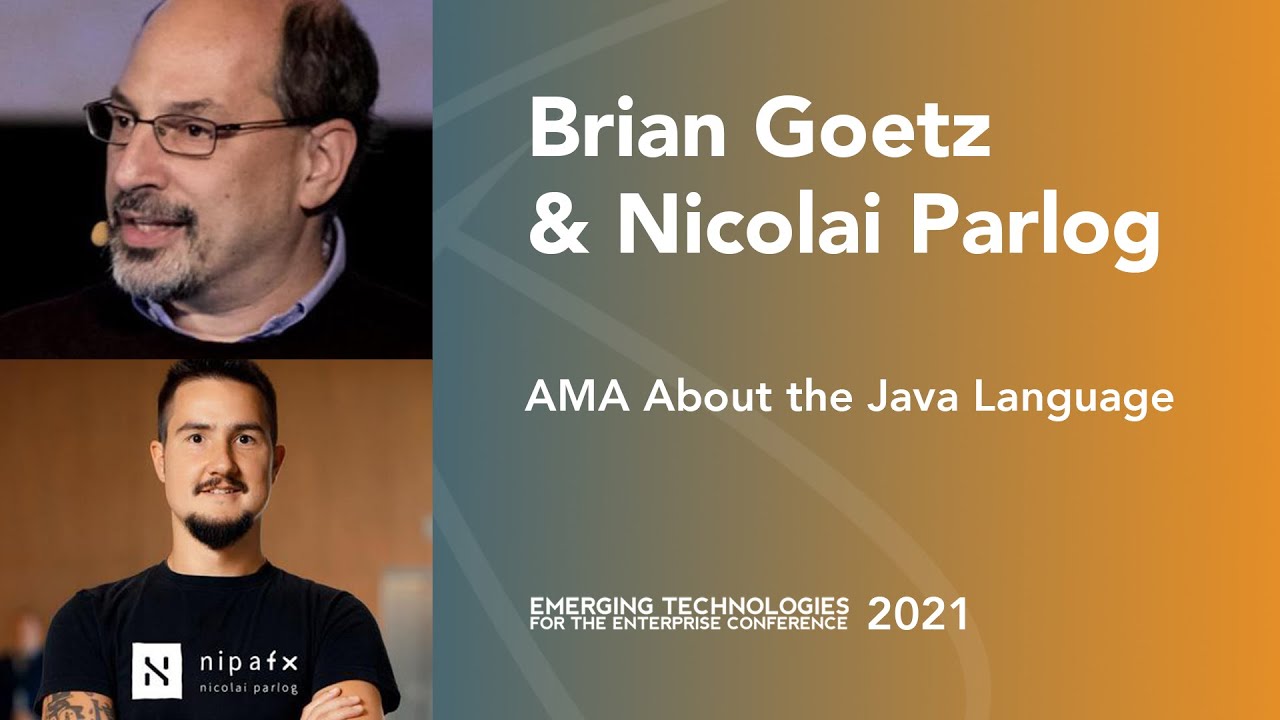 Brian Goetz
& Nicolai Parlog
AMA About the Java Language
EMERGING TECHNOLOGIES
FOR THE ENTERPRISE CONFERENCE 2021
nipafx
nicolai parlog